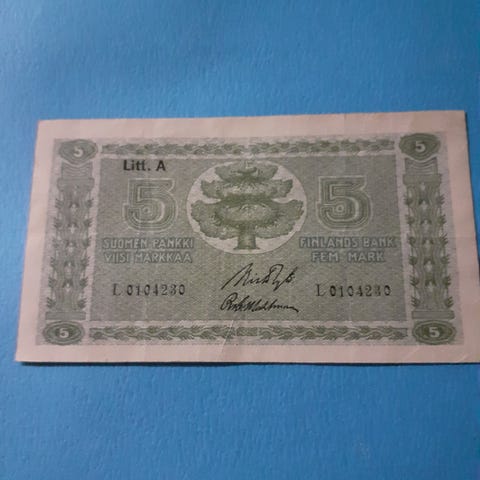 5 5
Litt. A
5 5
SUOMEN PANKKI FINLANDS BANK
VIISI MARKKAA FEM MARK
L 0104230 L 0104230
5 5